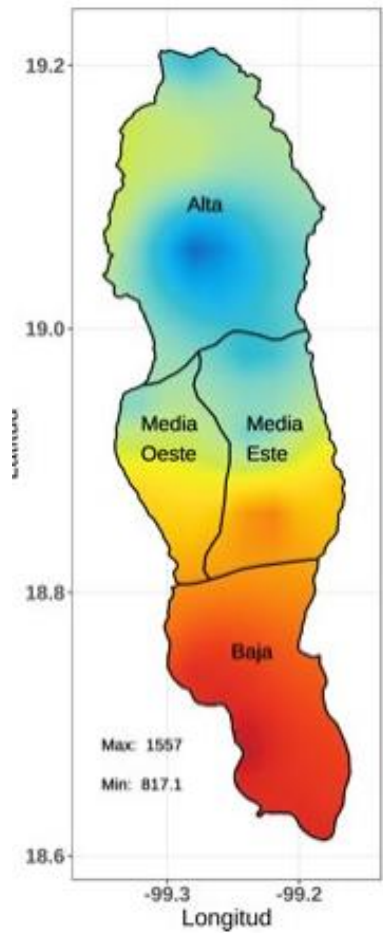 19.2
Alta
19.0
Media
Oeste
Media
Este
18.8
Baja
Max: 1557
Min: 817.1
18.6
-99.3
-99.2
Longitud